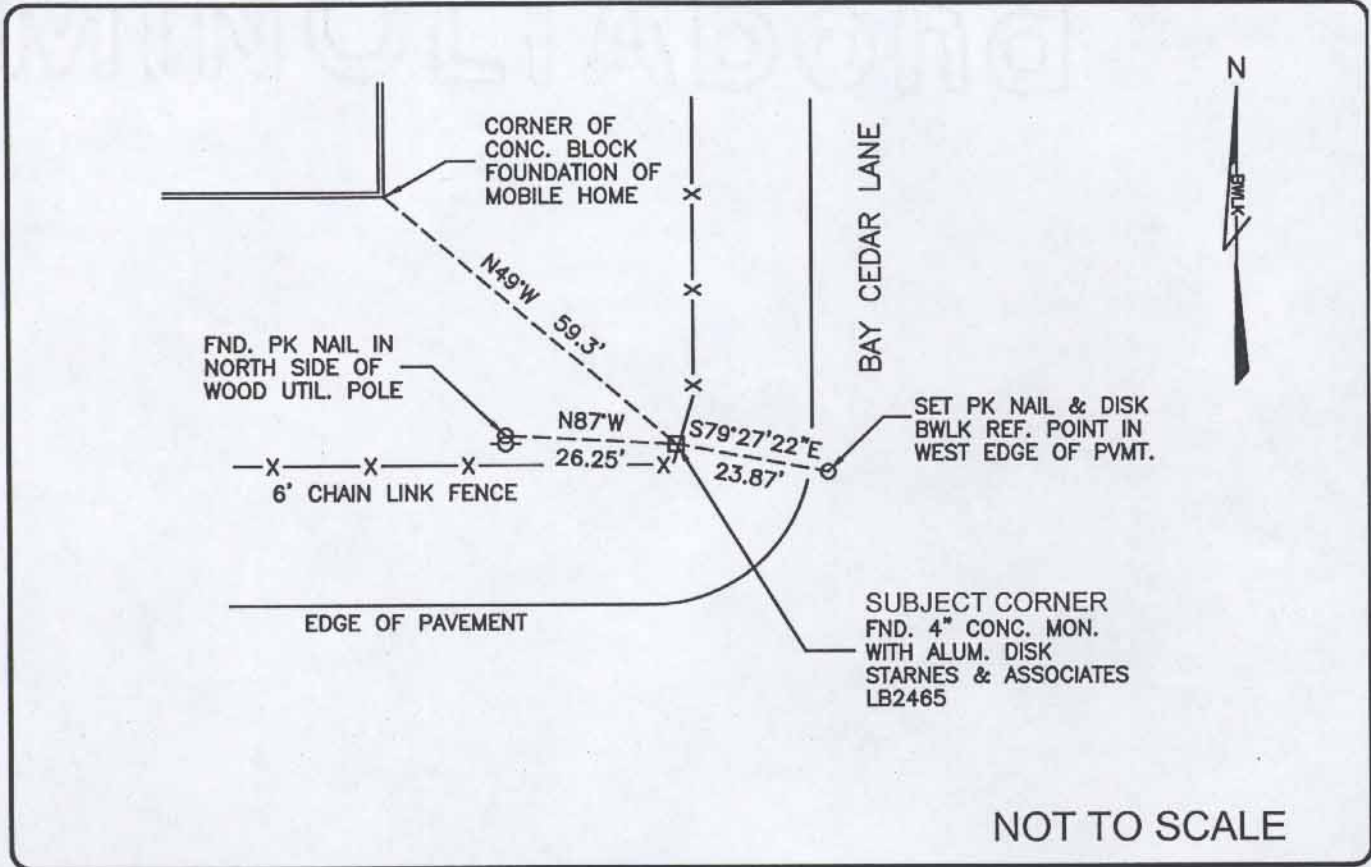 N
CORNER OF
CONC. BLOCK
FOUNDATION OF
MOBILE HOME
BAY CEDAR LANE
BWLK
N49°W 59.3'
FND. PK NAIL IN
NORTH SIDE OF
WOOD UTIL. POLE
N87°W
26.25'
S79°27'22"E
23.87'
SET PK NAIL & DISK
BWLK REF. POINT IN
WEST EDGE OF PVMT.
6' CHAIN LINK FENCE
EDGE OF PAVEMENT
SUBJECT CORNER
FND. 4" CONC. MON.
WITH ALUM. DISK
STARNES & ASSOCIATES
LB2465
NOT TO SCALE